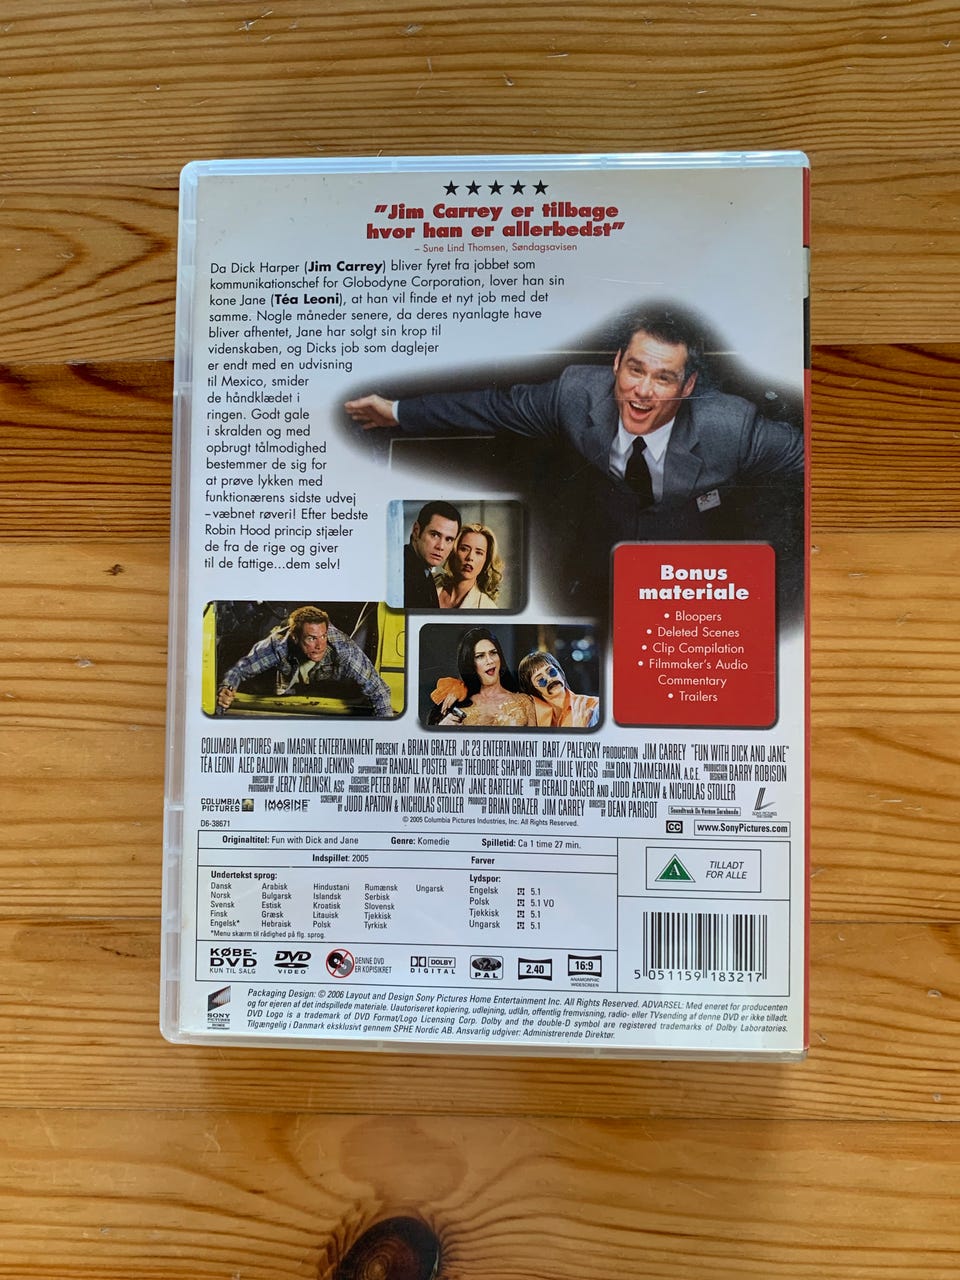 ★★★★★
"Jim Carrey er tilbage
hvor han er allerbedst"
– Sune Lind Thomsen, Søndagsavisen
Da Dick Harper (Jim Carrey) bliver fyret fra jobbet som
kommunikationschef for Globodyne Corporation, lover han sin
kone Jane (Téa Leoni), at han vil finde et nyt job med det
samme. Nogle måneder senere, da deres nyanlagte have
bliver afhentet, Jane har solgt sin krop til
videnskaben, og Dicks job som daglejer
er endt med en udvisning
til Mexico, smider
de håndklædet i
ringen. Godt gale
i skralden og med
opbrugt tålmodighed
bestemmer de sig for
at prøve lykken med
funktionærens sidste udvej
–væbnet røveri! Efter bedste
Robin Hood princip stjæler
de fra de rige og giver
til de fattige...dem selv!
Bonus
materiale
• Bloopers
• Deleted Scenes
• Clip Compilation
• Filmmaker's Audio
Commentary
• Trailers
COLUMBIA PICTURES AND IMAGINE ENTERTAINMENT PRESENT A BRIAN GRAZER JC 23 ENTERTAINMENT BART/PALEVSKY PRODUCTION JIM CARREY "FUN WITH DICK AND JANE"
TÉA LEONI ALEC BALDWIN RICHARD JENKINS MUSIC SUPERVISION BY RANDALL POSTER MUSIC BY THEODORE SHAPIRO COSTUME DESIGNER JULIE WEISS FILM EDITOR DON ZIMMERMAN, A.C.E. PRODUCTION DESIGNER BARRY ROBISON
DIRECTOR OF PHOTOGRAPHY JERZY ZIELINSKI, ASC EXECUTIVE PRODUCERS PETER BART MAX PALEVSKY JANE BARTELME STORY BY GERALD GAISER AND JUDD APATOW & NICHOLAS STOLLER
COLUMBIA PICTURES IMAGINE SCREENPLAY BY JUDD APATOW & NICHOLAS STOLLER PRODUCED BY BRIAN GRAZER JIM CARREY DIRECTED BY DEAN PARISOT
© 2005 Columbia Pictures Industries, Inc. All Rights Reserved.
CC www.SonyPictures.com
D6-38671
Originaltitel: Fun with Dick and Jane Genre: Komedie Spilletid: Ca 1 time 27 min.
Indspillet: 2005 Farver
TILLADT
A FOR ALLE
Undertekst sprog: Lydspor:
Dansk Arabisk Hindustani Rumænsk Ungarsk Engelsk 5.1
Norsk Bulgarsk Islandsk Serbisk Polsk 5.1 VO
Svensk Estisk Kroatisk Slovensk Tjekkisk 5.1
Finsk Græsk Litauisk Tjekkisk Ungarsk 5.1
Engelsk* Hebraisk Polsk Tyrkisk
*Menu skærm til rådighed på flg. sprog.
KØBE-
DVD
KUN TIL SALG
DVD
VIDEO
DENNE DVD
ER KOPISIKRET
DOLBY
DIGITAL
2
PAL
2.40
16:9
ANAMORPHIC
WIDESCREEN
5 051159 183217
SONY
PICTURES
Packaging Design: © 2006 Layout and Design Sony Pictures Home Entertainment Inc. All Rights Reserved. ADVARSEL: Med eneret for producenten
og for ejeren af det indspillede materiale. Uautoriseret kopiering, udlejning, udlån, offentlig fremvisning, radio- eller TVsending af denne DVD er ikke tilladt.
DVD Logo is a trademark of DVD Format/Logo Licensing Corp. Dolby and the double-D symbol are registered trademarks of Dolby Laboratories.
Tilgængelig i Danmark eksklusivt gennem SPHE Nordic AB. Ansvarlig udgiver: Administrerende Direktør.